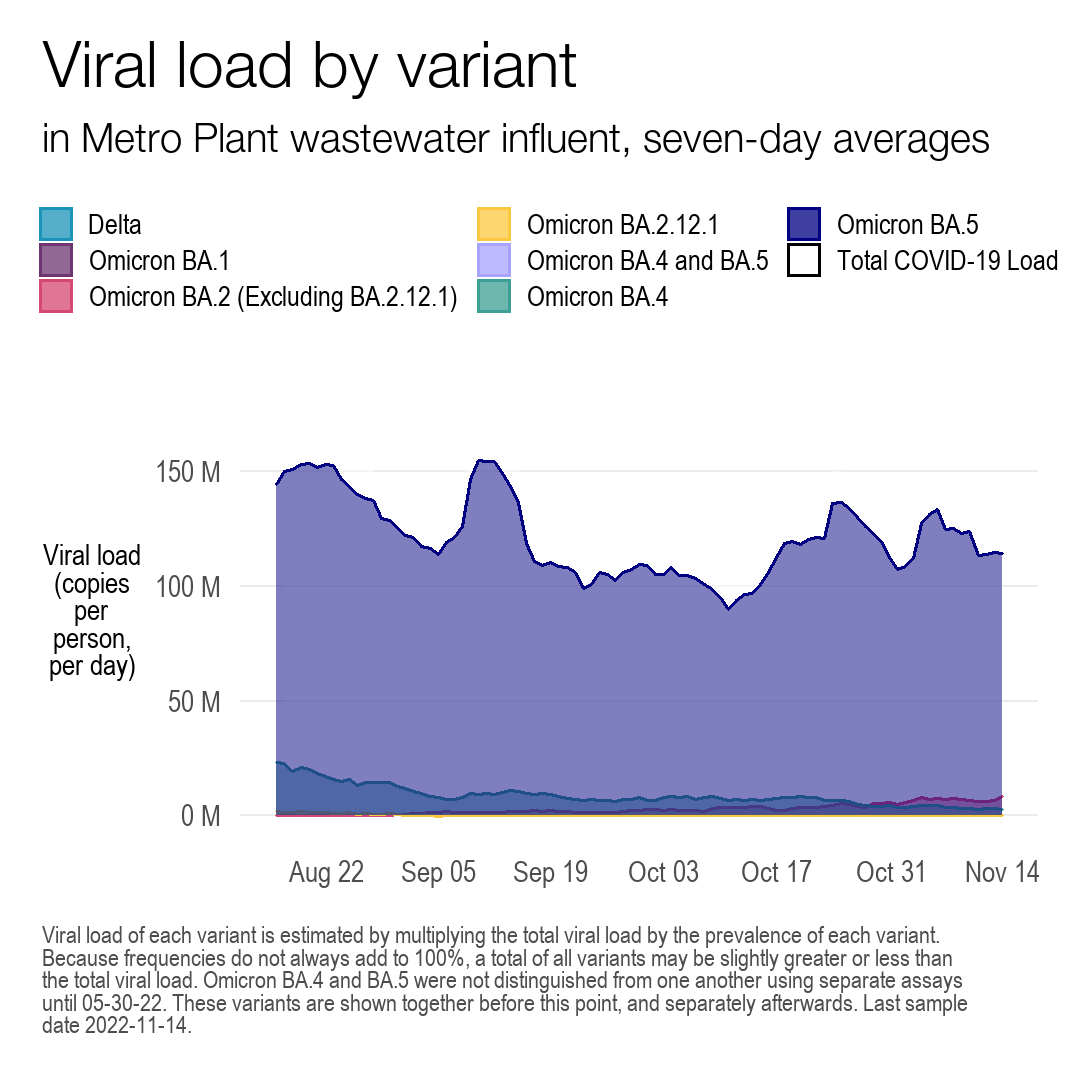 Viral load by variant
in Metro Plant wastewater influent, seven-day averages
Delta
Omicron BA.1
Omicron BA.2 (Excluding BA.2.12.1)
Omicron BA.2.12.1
Omicron BA.4 and BA.5
Omicron BA.4
Omicron BA.5
Total COVID-19 Load
150 M
100 M
50 M
0 M
Viral load
(copies
per
person,
per day)
Aug 22
Sep 05
Sep 19
Oct 03
Oct 17
Oct 31
Nov 14
Viral load of each variant is estimated by multiplying the total viral load by the prevalence of each variant.
Because frequencies do not always add to 100%, a total of all variants may be slightly greater or less than
the total viral load. Omicron BA.4 and BA.5 were not distinguished from one another using separate assays
until 05-30-22. These variants are shown together before this point, and separately afterwards. Last sample
date 2022-11-14.